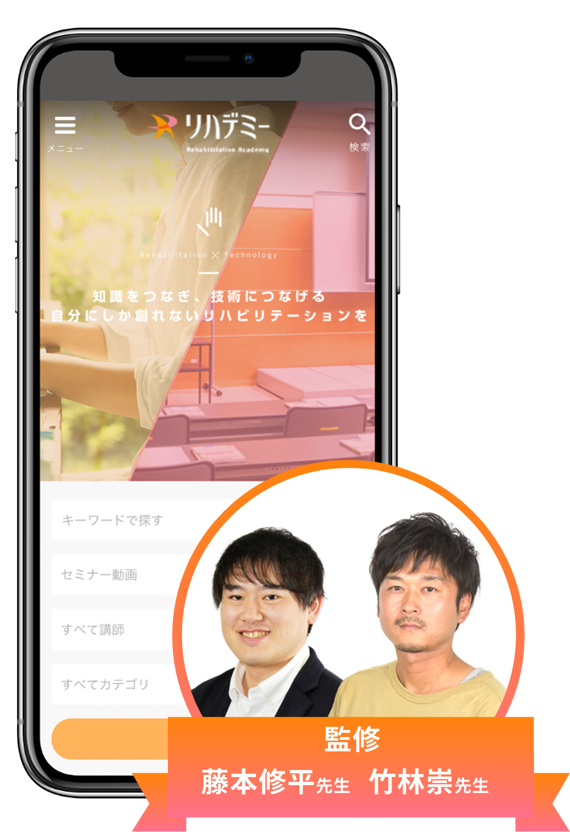 メニュー
リハデミー
Rehabilitation Academy
検索
Rehabilitation × Technology
知識をつなぎ、技術につなげる
自分にしか創れないリハビリテーションを
キーワードで探す
セミナー動画
すべて講師
すべてカテゴリ
監修
藤本修平先生 竹林崇先生